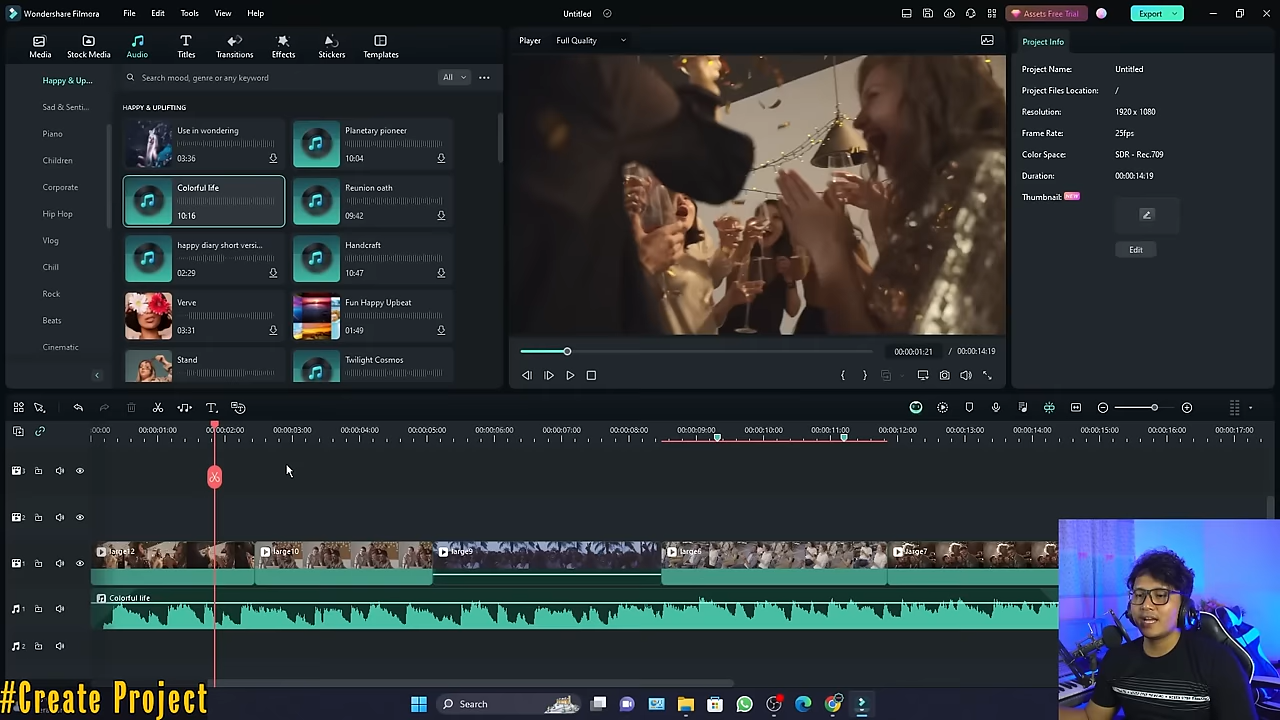 Wondershare Filmora
File Edit Tools View Help
Untitled
Assets Free Trial
Export
Media Stock Media Audio Titles Transitions Effects Stickers Templates
Player Full Quality
Project Info
Happy & Up...
Sad & Senti...
Piano
Children
Corporate
Hip Hop
Vlog
Chill
Rock
Beats
Cinematic
Search mood, genre or any keyword
All
HAPPY & UPLIFTING
Use in wondering
03:36
Planetary pioneer
10:04
Colorful life
10:16
Reunion oath
09:42
happy diary short versi...
02:29
Handcraft
10:47
Verve
03:31
Fun Happy Upbeat
01:49
Stand
Twilight Cosmos
00:00:01:21 / 00:00:14:19
Project Name: Untitled
Project Files Location: /
Resolution: 1920 x 1080
Frame Rate: 25fps
Color Space: SDR - Rec.709
Duration: 00:00:14:19
Thumbnail: NEW
Edit
00:00 00:00:01:00 00:00:02:00 00:00:03:00 00:00:04:00 00:00:05:00 00:00:06:00 00:00:07:00 00:00:08:00 00:00:09:00 00:00:10:00 00:00:11:00 00:00:12:00 00:00:13:00 00:00:14:00 00:00:15:00 00:00:16:00 00:00:17:00
large12 large10 large9 large6 large7
Colorful life
#Create Project
Search